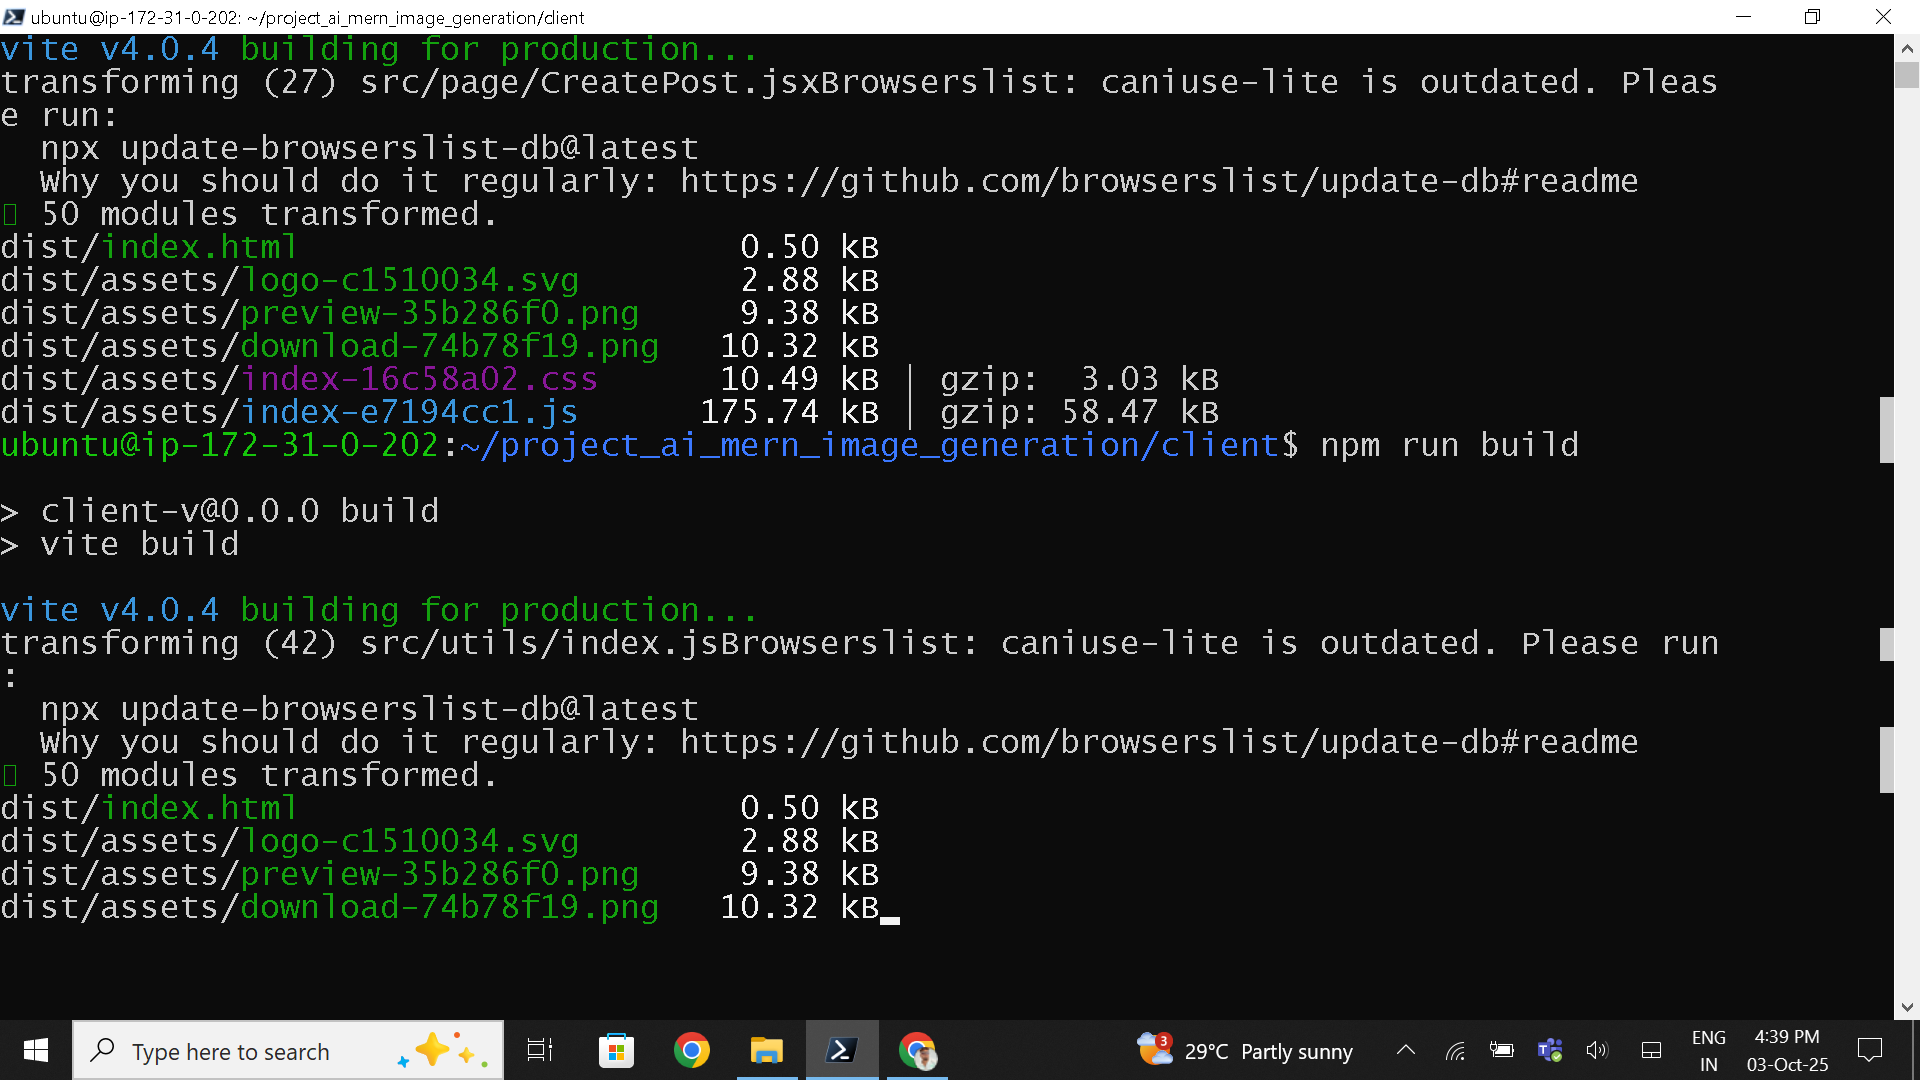 ubuntu@ip-172-31-0-202: ~/project_ai_mern_image_generation/client
vite v4.0.4 building for production...
transforming (27) src/page/CreatePost.jsxBrowserslist: caniuse-lite is outdated. Pleas
e run:
  npx update-browserslist-db@latest
  Why you should do it regularly: https://github.com/browserslist/update-db#readme
50 modules transformed.
dist/index.html                      0.50 kB
dist/assets/logo-c1510034.svg        2.88 kB
dist/assets/preview-35b286f0.png     9.38 kB
dist/assets/download-74b78f19.png   10.32 kB
dist/assets/index-16c58a02.css      10.49 kB │ gzip:  3.03 kB
dist/assets/index-e7194cc1.js      175.74 kB │ gzip: 58.47 kB
ubuntu@ip-172-31-0-202:~/project_ai_mern_image_generation/client$ npm run build
> client-v@0.0.0 build
> vite build
vite v4.0.4 building for production...
transforming (42) src/utils/index.jsBrowserslist: caniuse-lite is outdated. Please run
:
  npx update-browserslist-db@latest
  Why you should do it regularly: https://github.com/browserslist/update-db#readme
50 modules transformed.
dist/index.html                      0.50 kB
dist/assets/logo-c1510034.svg        2.88 kB
dist/assets/preview-35b286f0.png     9.38 kB
dist/assets/download-74b78f19.png   10.32 kB
Type here to search
3
29°C Partly sunny
ENG
IN
4:39 PM
03-Oct-25